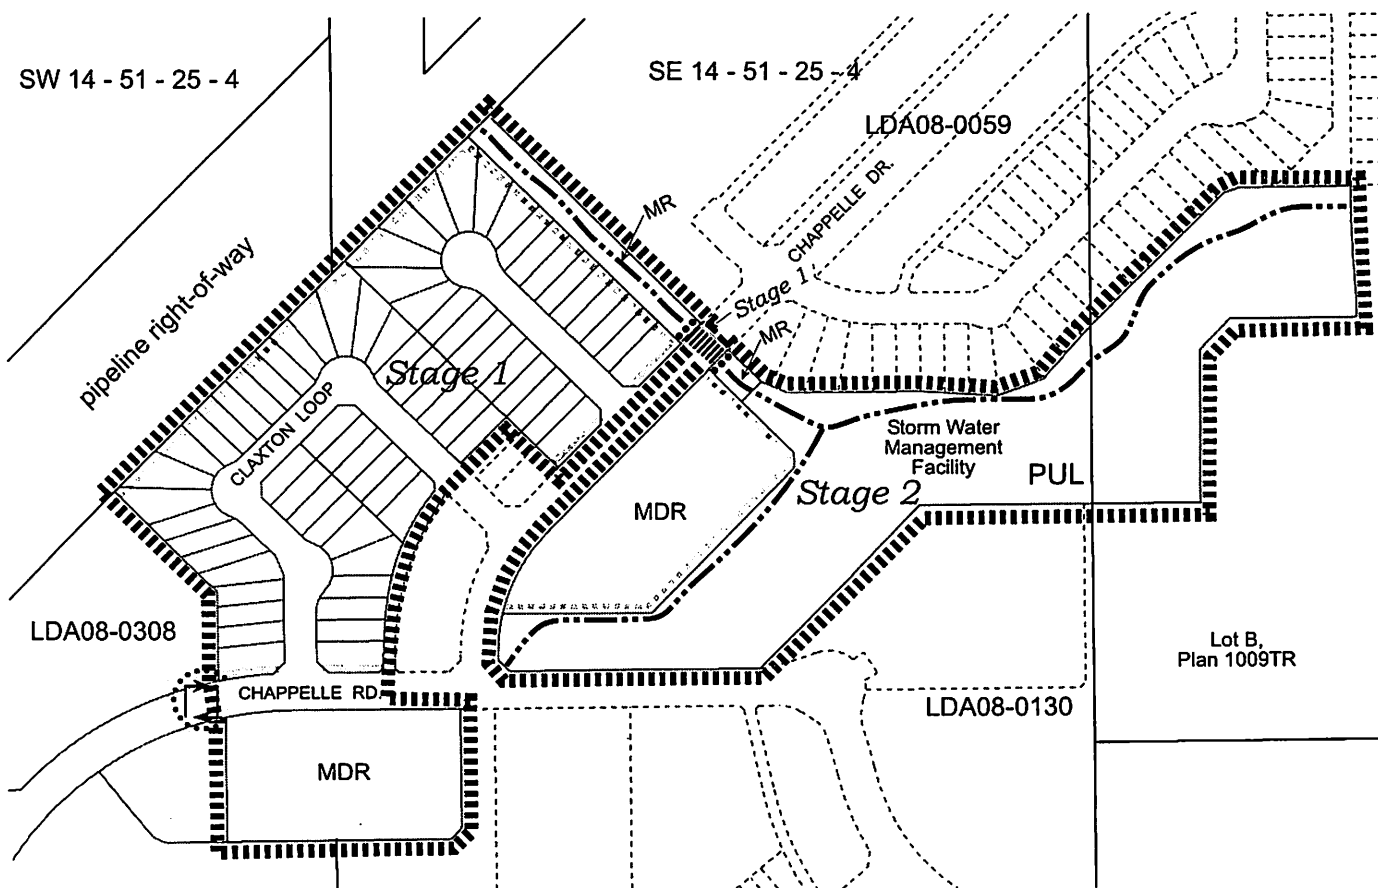 SW 14 - 51 - 25 - 4
SE 14 - 51 - 25 - 4
LDA08-0059
CHAPPELLE DR.
MR
pipeline right-of-way
Stage 1
MR
Stage 1
CLAXTON LOOP
Storm Water
Management
Facility
PUL
Stage 2
MDR
LDA08-0308
Lot B,
Plan 1009TR
CHAPPELLE RD.
LDA08-0130
MDR